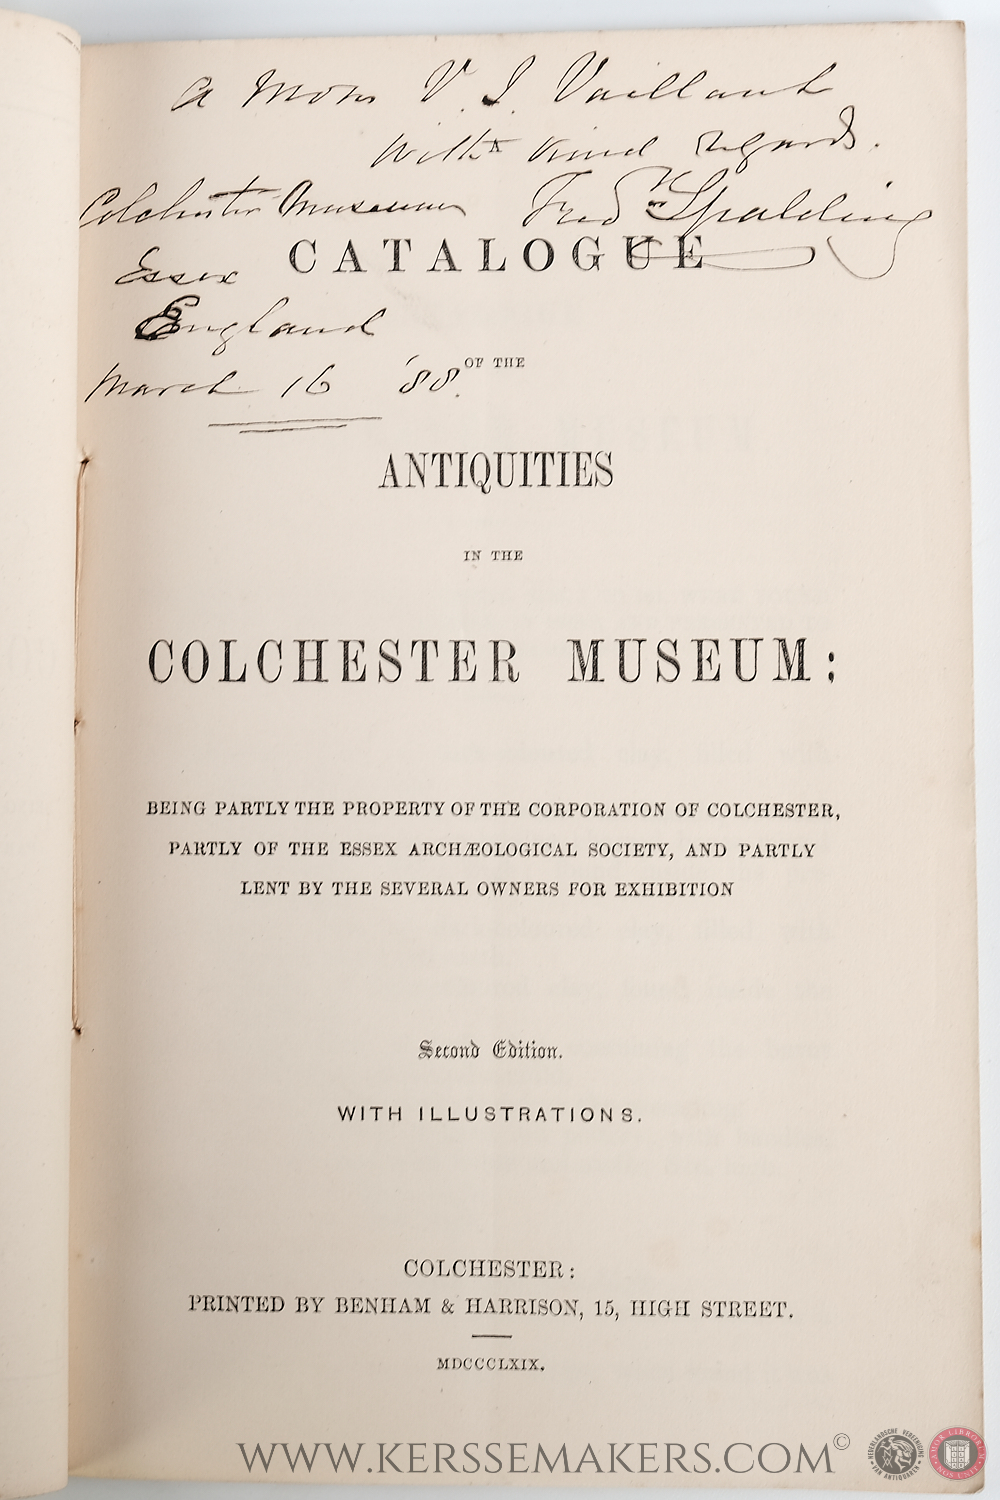 A Mons V. J. Vaillant
With kind regards.
Colchester Museum Fredk Spalding
Essex
England
March 16 '88.
CATALOGUE
OF THE
ANTIQUITIES
IN THE
COLCHESTER MUSEUM:
BEING PARTLY THE PROPERTY OF THE CORPORATION OF COLCHESTER,
PARTLY OF THE ESSEX ARCHÆOLOGICAL SOCIETY, AND PARTLY
LENT BY THE SEVERAL OWNERS FOR EXHIBITION
Second Edition.
WITH ILLUSTRATIONS.
COLCHESTER:
PRINTED BY BENHAM & HARRISON, 15, HIGH STREET.
MDCCCLXIX.
WWW.KERSSEMAKERS.COM©